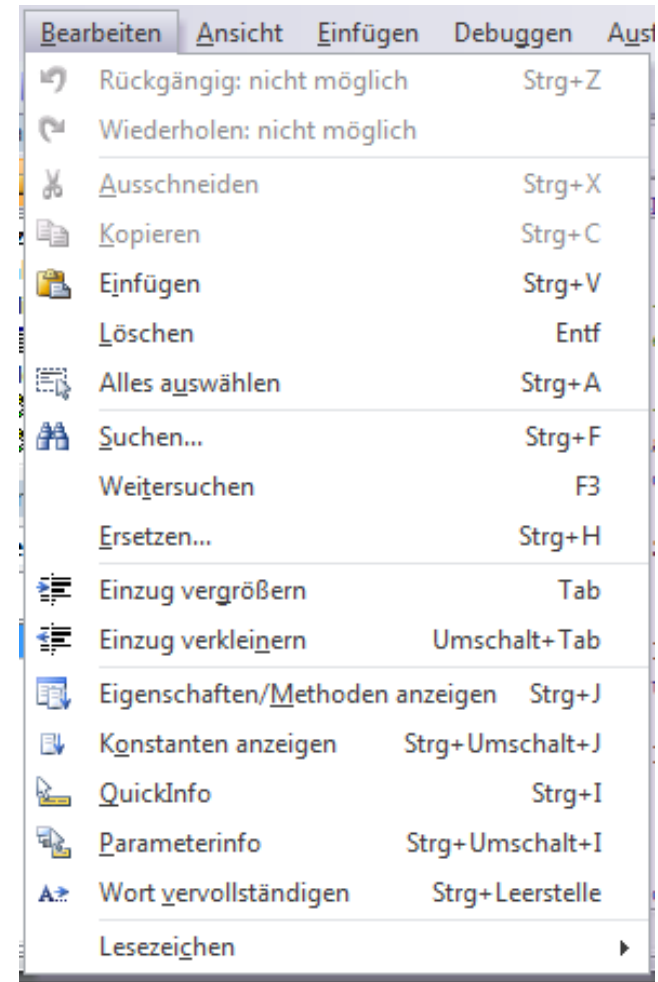 Bearbeiten Ansicht Einfügen Debuggen
Rückgängig: nicht möglich Strg+Z
Wiederholen: nicht möglich
Ausschneiden Strg+X
Kopieren Strg+C
Einfügen Strg+V
Löschen Entf
Alles auswählen Strg+A
Suchen... Strg+F
Weitersuchen F3
Ersetzen... Strg+H
Einzug vergrößern Tab
Einzug verkleinern Umschalt+Tab
Eigenschaften/Methoden anzeigen Strg+J
Konstanten anzeigen Strg+Umschalt+J
QuickInfo Strg+I
Parameterinfo Strg+Umschalt+I
Wort vervollständigen Strg+Leerstelle
Lesezeichen